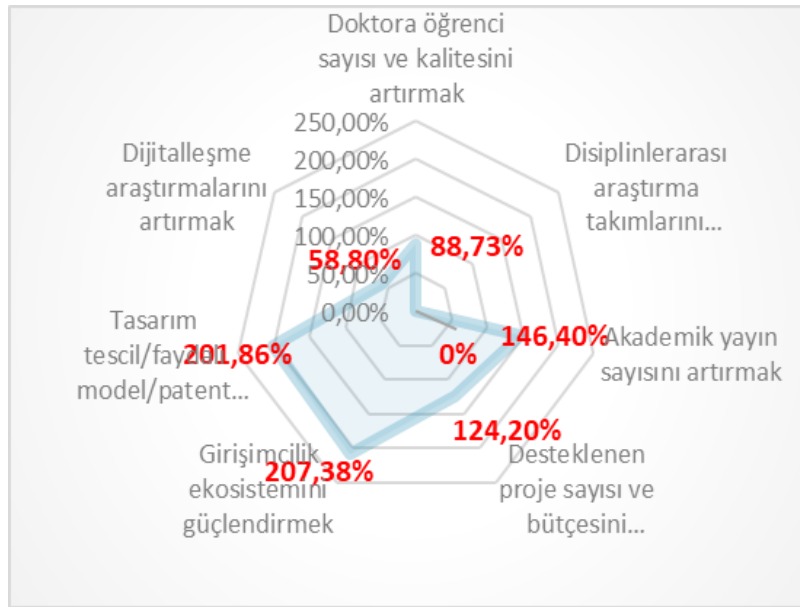 Doktora öğrenci
sayısı ve kalitesini
artırmak
250,00%
200,00%
150,00%
100,00%
50,00%
0,00%
Disiplinlerarası
araştırma
takımlarını...
Akademik yayın
sayısını artırmak
Desteklenen
proje sayısı ve
bütçesini...
Girişimcilik
ekosistemini
güçlendirmek
Tasarım
tescil/faydalı
model/patent...
Dijitalleşme
araştırmalarını
artırmak
88,73%
0%
146,40%
124,20%
207,38%
201,86%
58,80%